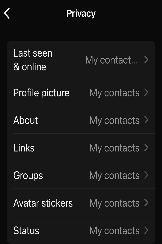 Privacy
Last seen
& online My contact...
Profile picture My contacts
About My contacts
Links My contacts
Groups My contacts
Avatar stickers My contacts
Status My contacts